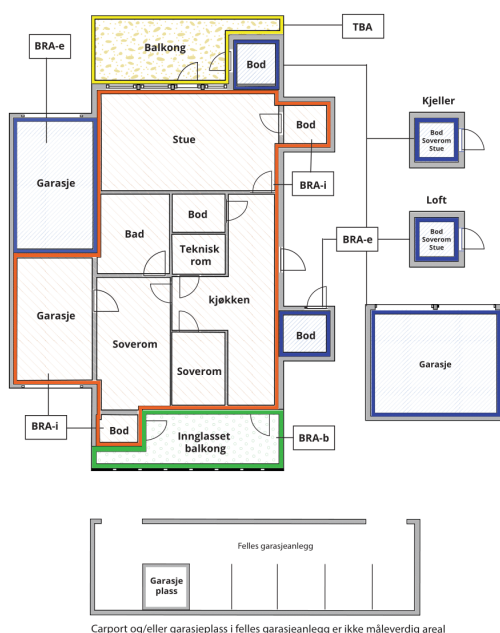 TBA
BRA-e
Balkong
Bod
Kjeller
Stue
Bod
Bod
Soverom
Stue
Garasje
BRA-i
Loft
Bad
Bod
Bod
Soverom
Stue
BRA-e
Teknisk
rom
kjøkken
Garasje
Soverom
Bod
Garasje
Soverom
BRA-i
Bod
Innglasset
balkong
BRA-b
Felles garasjeanlegg
Garasje
plass
Carport og/eller garasjeplass i felles garasjeanlegg er ikke måleverdig areal